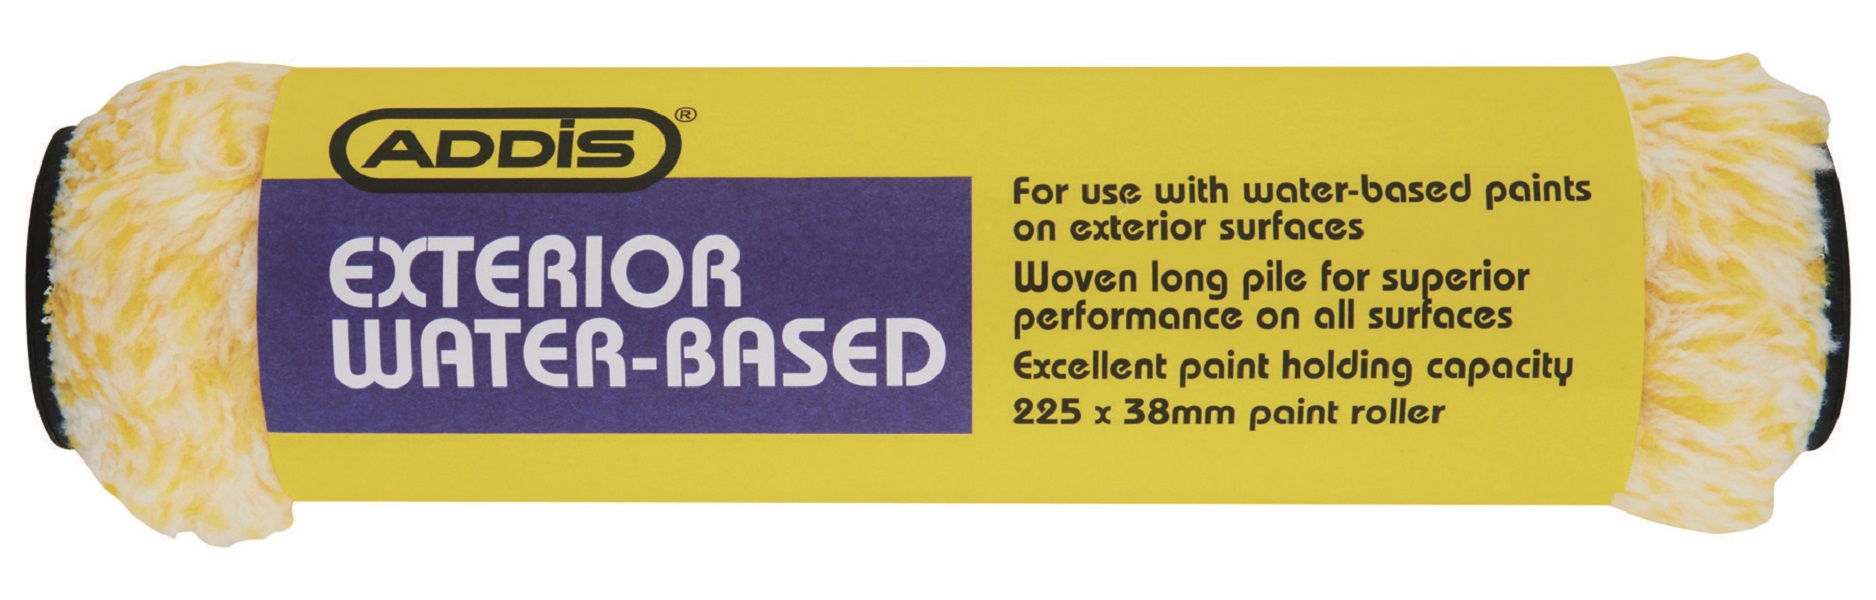 ADDIS®
EXTERIOR
WATER-BASED
For use with water-based paints
on exterior surfaces
Woven long pile for superior
performance on all surfaces
Excellent paint holding capacity
225 x 38mm paint roller